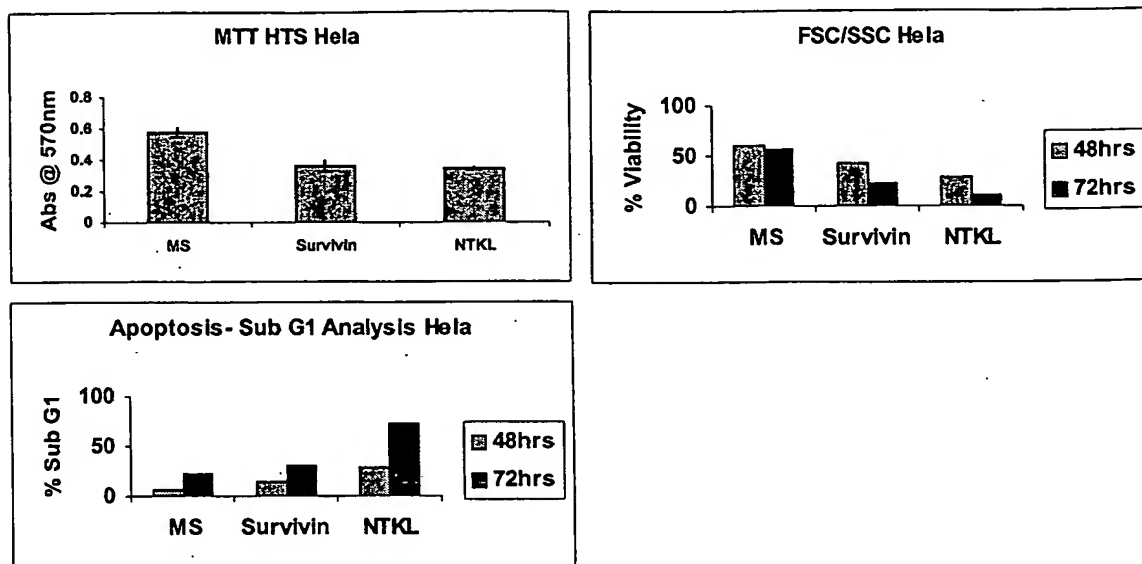 MTT HTS Hela
Abs @ 570nm
0.8
0.6
0.4
0.2
0
MS Survivin NTKL
FSC/SSC Hela
% Viability
100
50
0
MS Survivin NTKL
48hrs
72hrs
Apoptosis- Sub G1 Analysis Hela
% Sub G1
100
50
0
MS Survivin NTKL
48hrs
72hrs